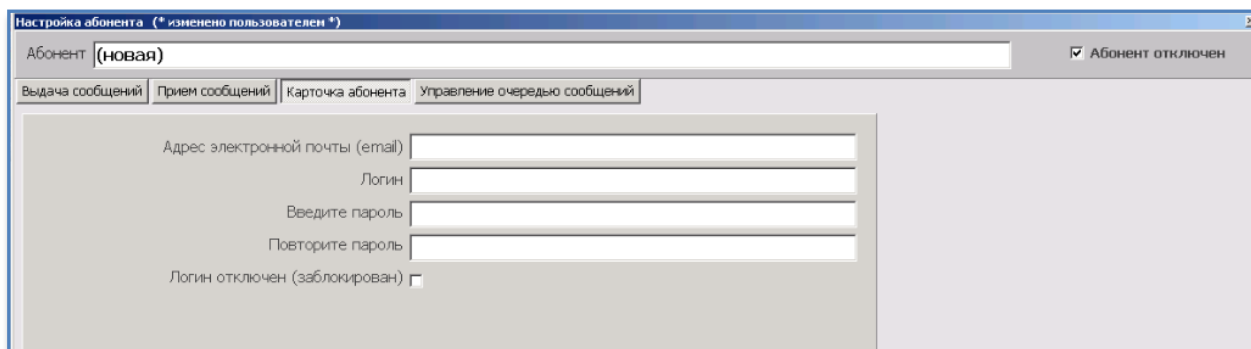 Настройка абонента (* изменено пользователем *)
Абонент (новая) Абонент отключен
Выдача сообщений Прием сообщений Карточка абонента Управление очередью сообщений
Адрес электронной почты (email)
Логин
Введите пароль
Повторите пароль
Логин отключен (заблокирован)